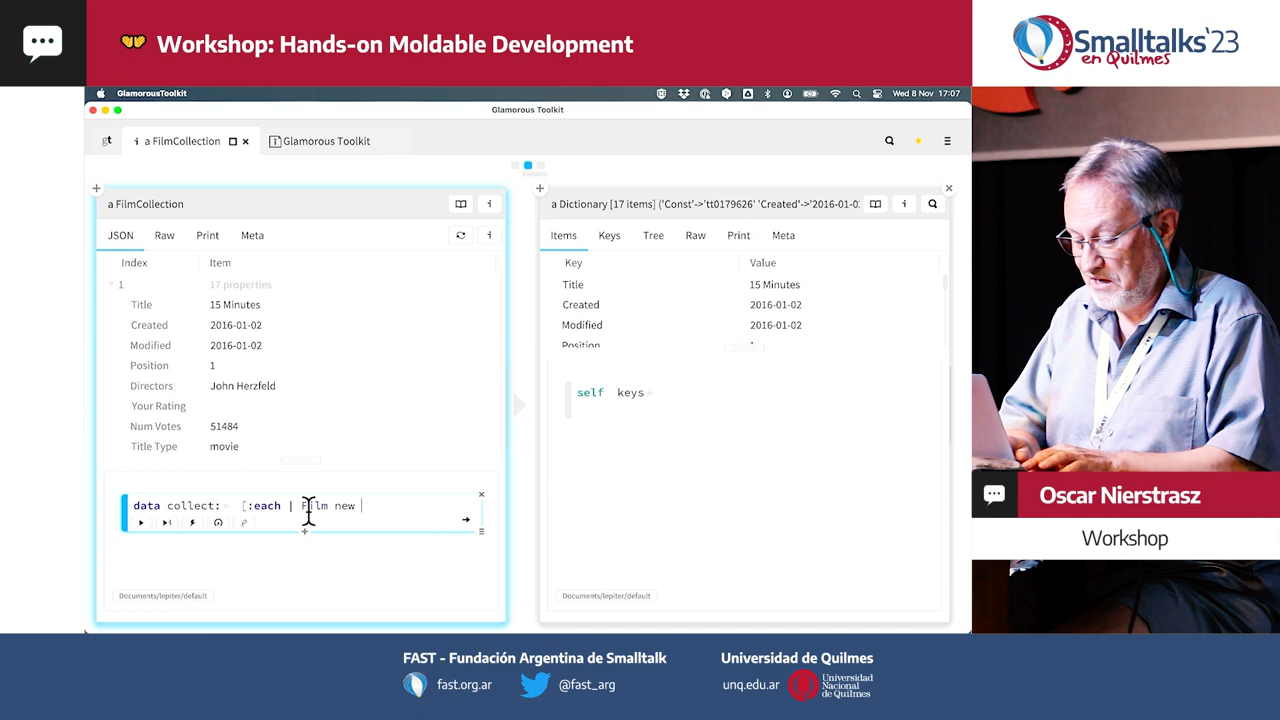 Workshop: Hands-on Moldable Development
Smalltalks'23
en Quilmes
GlamorousToolkit
Wed 8 Nov 17:07
Glamorous Toolkit
gt
a FilmCollection
Glamorous Toolkit
a FilmCollection
JSON Raw Print Meta
Index Item
1 17 properties
Title 15 Minutes
Created 2016-01-02
Modified 2016-01-02
Position 1
Directors John Herzfeld
Your Rating
Num Votes 51484
Title Type movie
data collect: [:each | Film new
Documents/lepiter/default
a Dictionary [17 items] ('Const'->'tt0179626' 'Created'->'2016-01-0
Items Keys Tree Raw Print Meta
Key Value
Title 15 Minutes
Created 2016-01-02
Modified 2016-01-02
Position
self keys
Documents/lepiter/default
Oscar Nierstrasz
Workshop
FAST - Fundación Argentina de Smalltalk
fast.org.ar
@fast_arg
Universidad de Quilmes
unq.edu.ar
Universidad
Nacional
de Quilmes